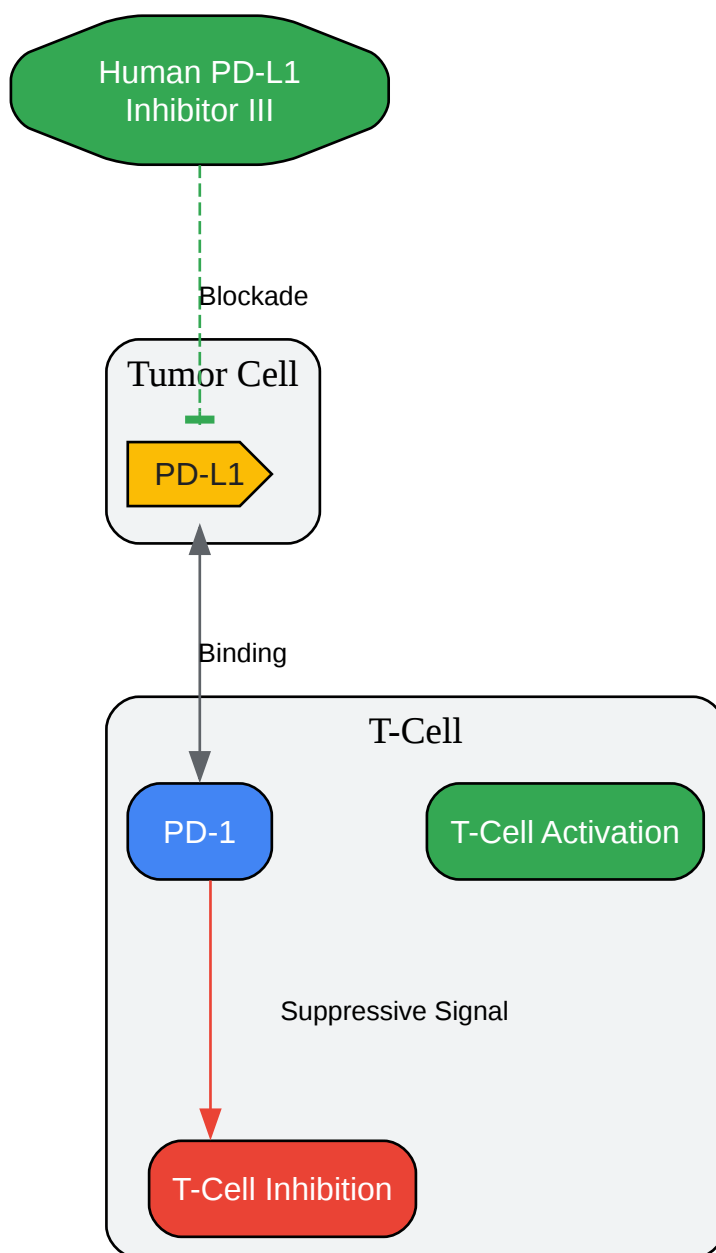 Human PD-L1
Inhibitor III
Blockade
Tumor Cell
PD-L1
Binding
T-Cell
PD-1
T-Cell Activation
Suppressive Signal
T-Cell Inhibition